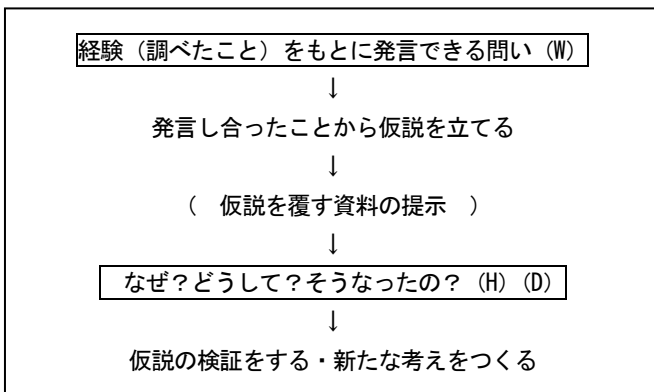 経験（調べたこと）をもとに発言できる問い（W）
↓
発言し合ったことから仮説を立てる
↓
（　仮説を覆す資料の提示　）
↓
なぜ？どうして？そうなったの？（H）（D）
↓
仮説の検証をする・新たな考えをつくる